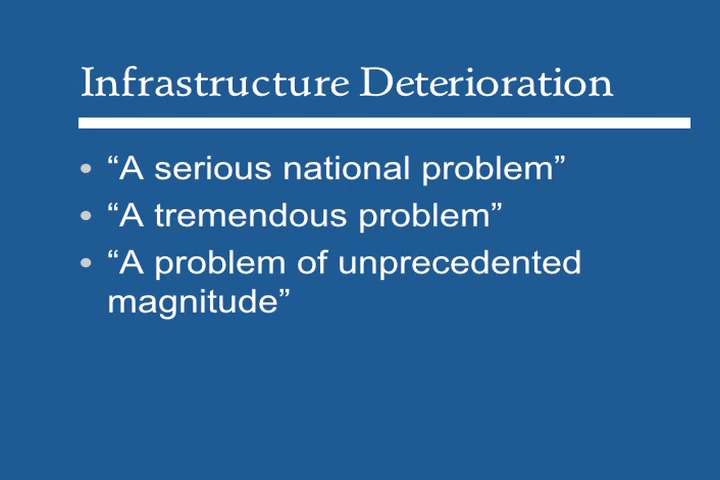 Infrastructure Deterioration
• “A serious national problem”
• “A tremendous problem”
• “A problem of unprecedented
magnitude”